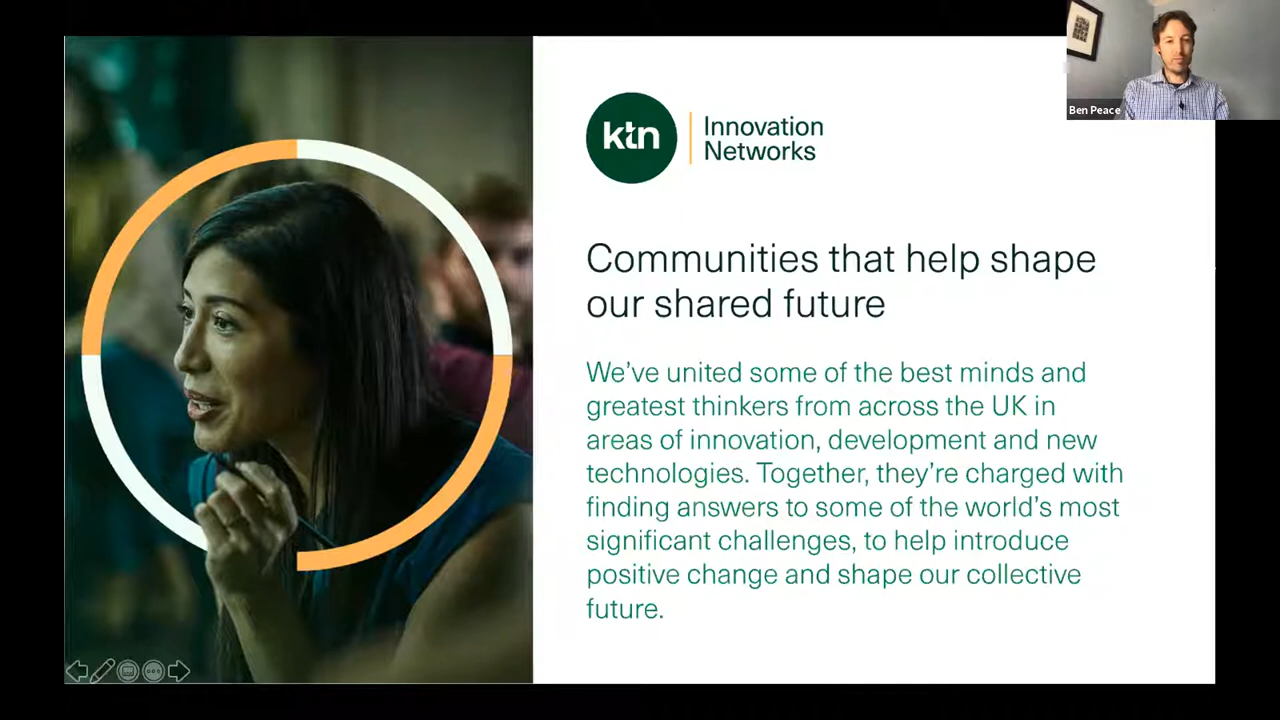 Ben Peace
ktn
Innovation
Networks
Communities that help shape
our shared future
We've united some of the best minds and
greatest thinkers from across the UK in
areas of innovation, development and new
technologies. Together, they're charged with
finding answers to some of the world's most
significant challenges, to help introduce
positive change and shape our collective
future.